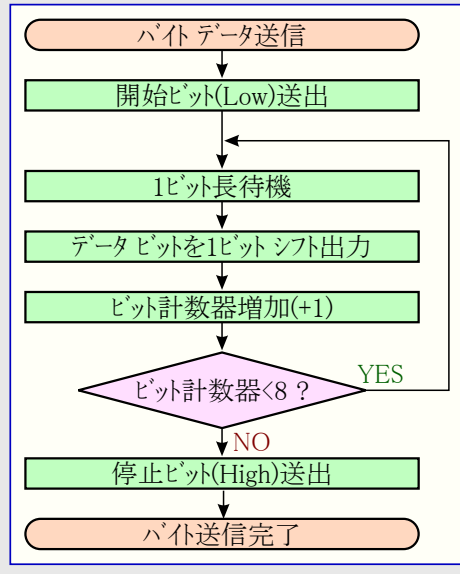 バイト データ送信
開始ビット(Low)送出
1ビット長待機
データ ビットを1ビット シフト出力
ビット計数器増加(+1)
ビット計数器<8 ?
YES
NO
停止ビット(High)送出
バイト送信完了